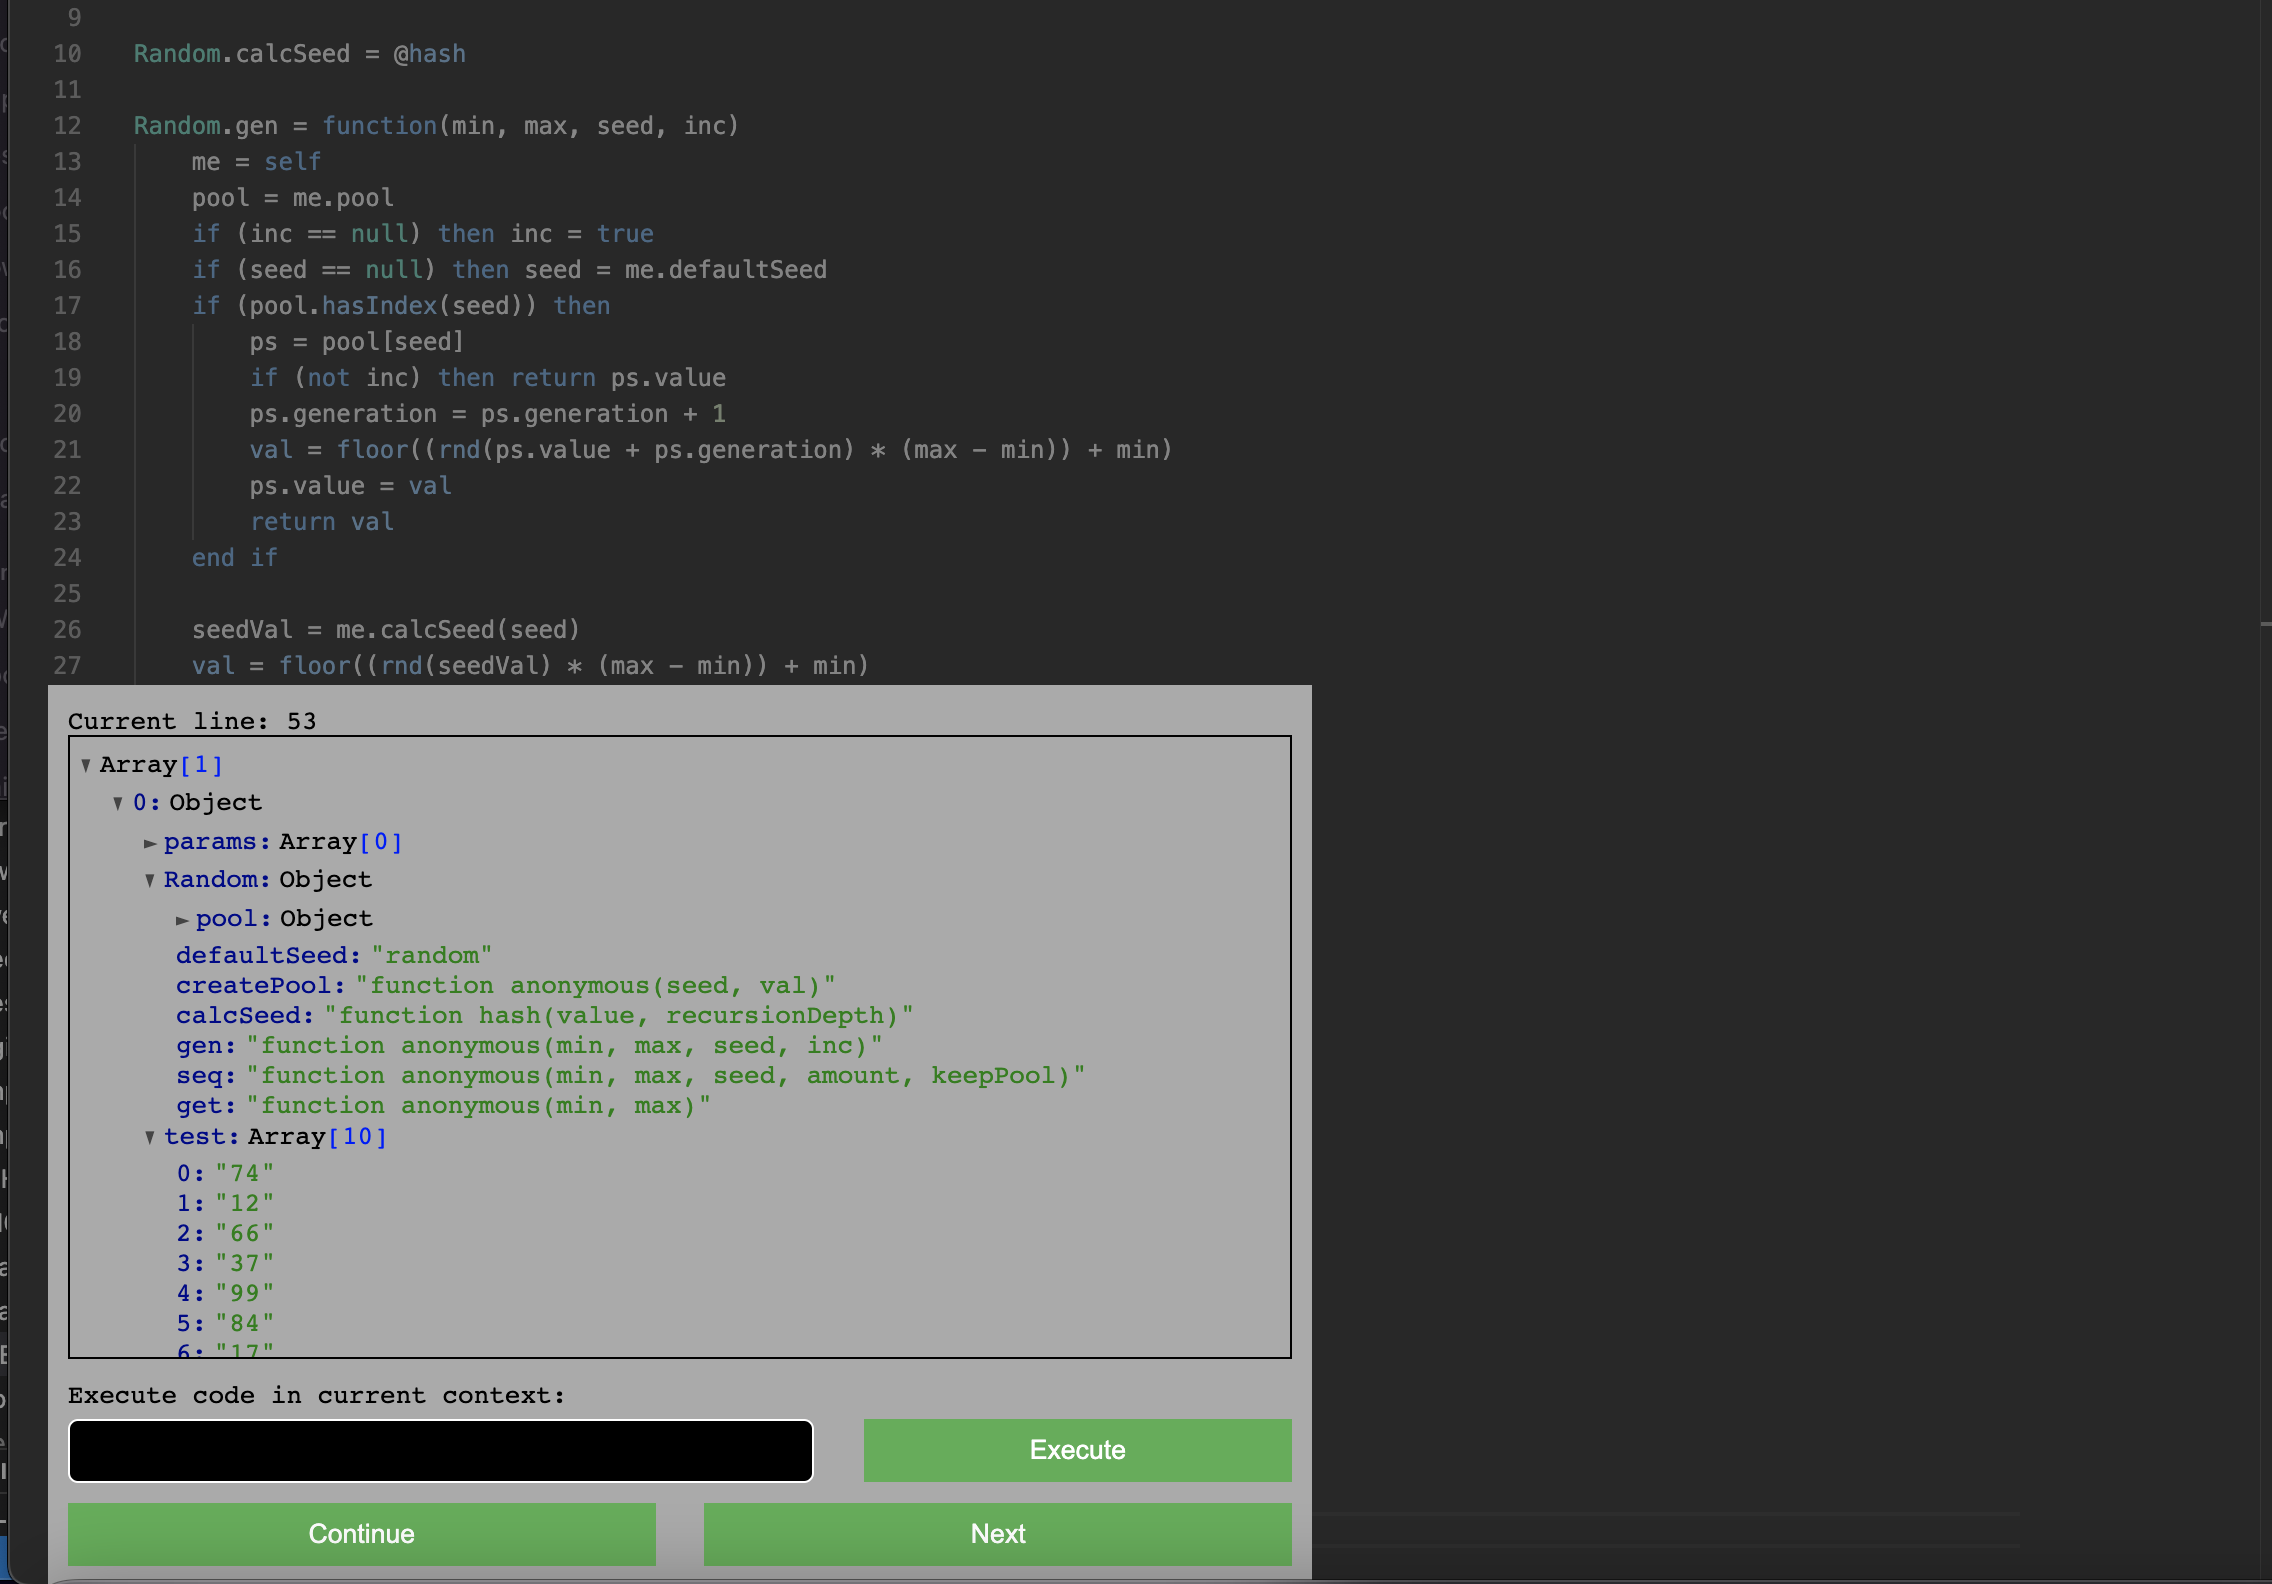 9
10 Random.calcSeed = @hash
11
12 Random.gen = function(min, max, seed, inc)
13 me = self
14 pool = me.pool
15 if (inc == null) then inc = true
16 if (seed == null) then seed = me.defaultSeed
17 if (pool.hasIndex(seed)) then
18 ps = pool[seed]
19 if (not inc) then return ps.value
20 ps.generation = ps.generation + 1
21 val = floor((rnd(ps.value + ps.generation) * (max - min)) + min)
22 ps.value = val
23 return val
24 end if
25
26 seedVal = me.calcSeed(seed)
27 val = floor((rnd(seedVal) * (max - min)) + min)
Current line: 53
▼ Array[1]
▼ 0: Object
► params: Array[0]
▼ Random: Object
► pool: Object
defaultSeed: "random"
createPool: "function anonymous(seed, val)"
calcSeed: "function hash(value, recursionDepth)"
gen: "function anonymous(min, max, seed, inc)"
seq: "function anonymous(min, max, seed, amount, keepPool)"
get: "function anonymous(min, max)"
▼ test: Array[10]
0: "74"
1: "12"
2: "66"
3: "37"
4: "99"
5: "84"
6: "17"
Execute code in current context:
Execute
Continue
Next